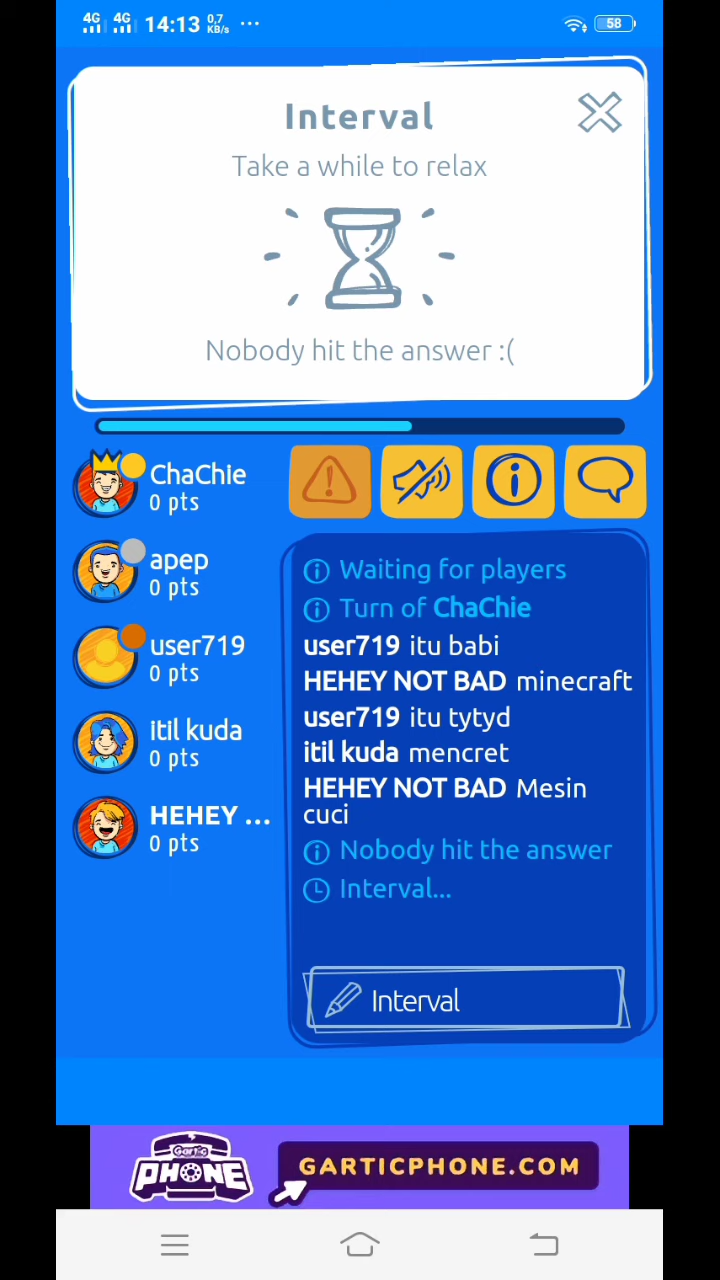 4G 4G 14:13 0,7 KB/s ... 58
Interval
Take a while to relax
Nobody hit the answer :(
ChaChie
0 pts
apep
0 pts
user719
0 pts
itil kuda
0 pts
HEHEY ...
0 pts
Waiting for players
Turn of ChaChie
user719 itu babi
HEHEY NOT BAD minecraft
user719 itu tytyd
itil kuda mencret
HEHEY NOT BAD Mesin
cuci
Nobody hit the answer
Interval...
Interval
Gartic
PHONE
GARTICPHONE.COM